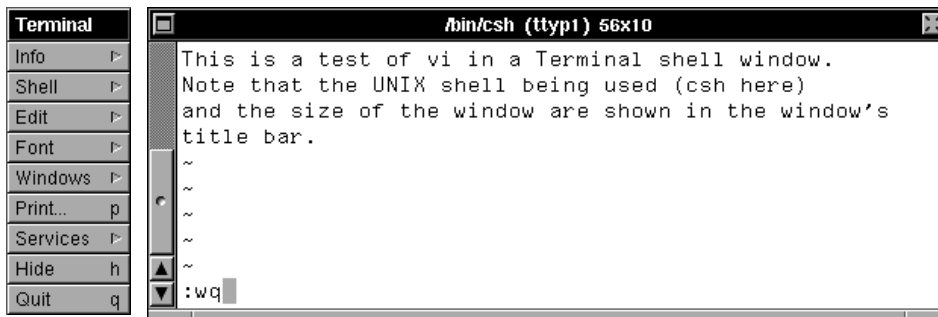 Terminal
Info
Shell
Edit
Font
Windows
Print... p
Services
Hide h
Quit q
/bin/csh (ttyp1) 56x10
This is a test of vi in a Terminal shell window.
Note that the UNIX shell being used (csh here)
and the size of the window are shown in the window's
title bar.
~
~
~
~
~
:wq